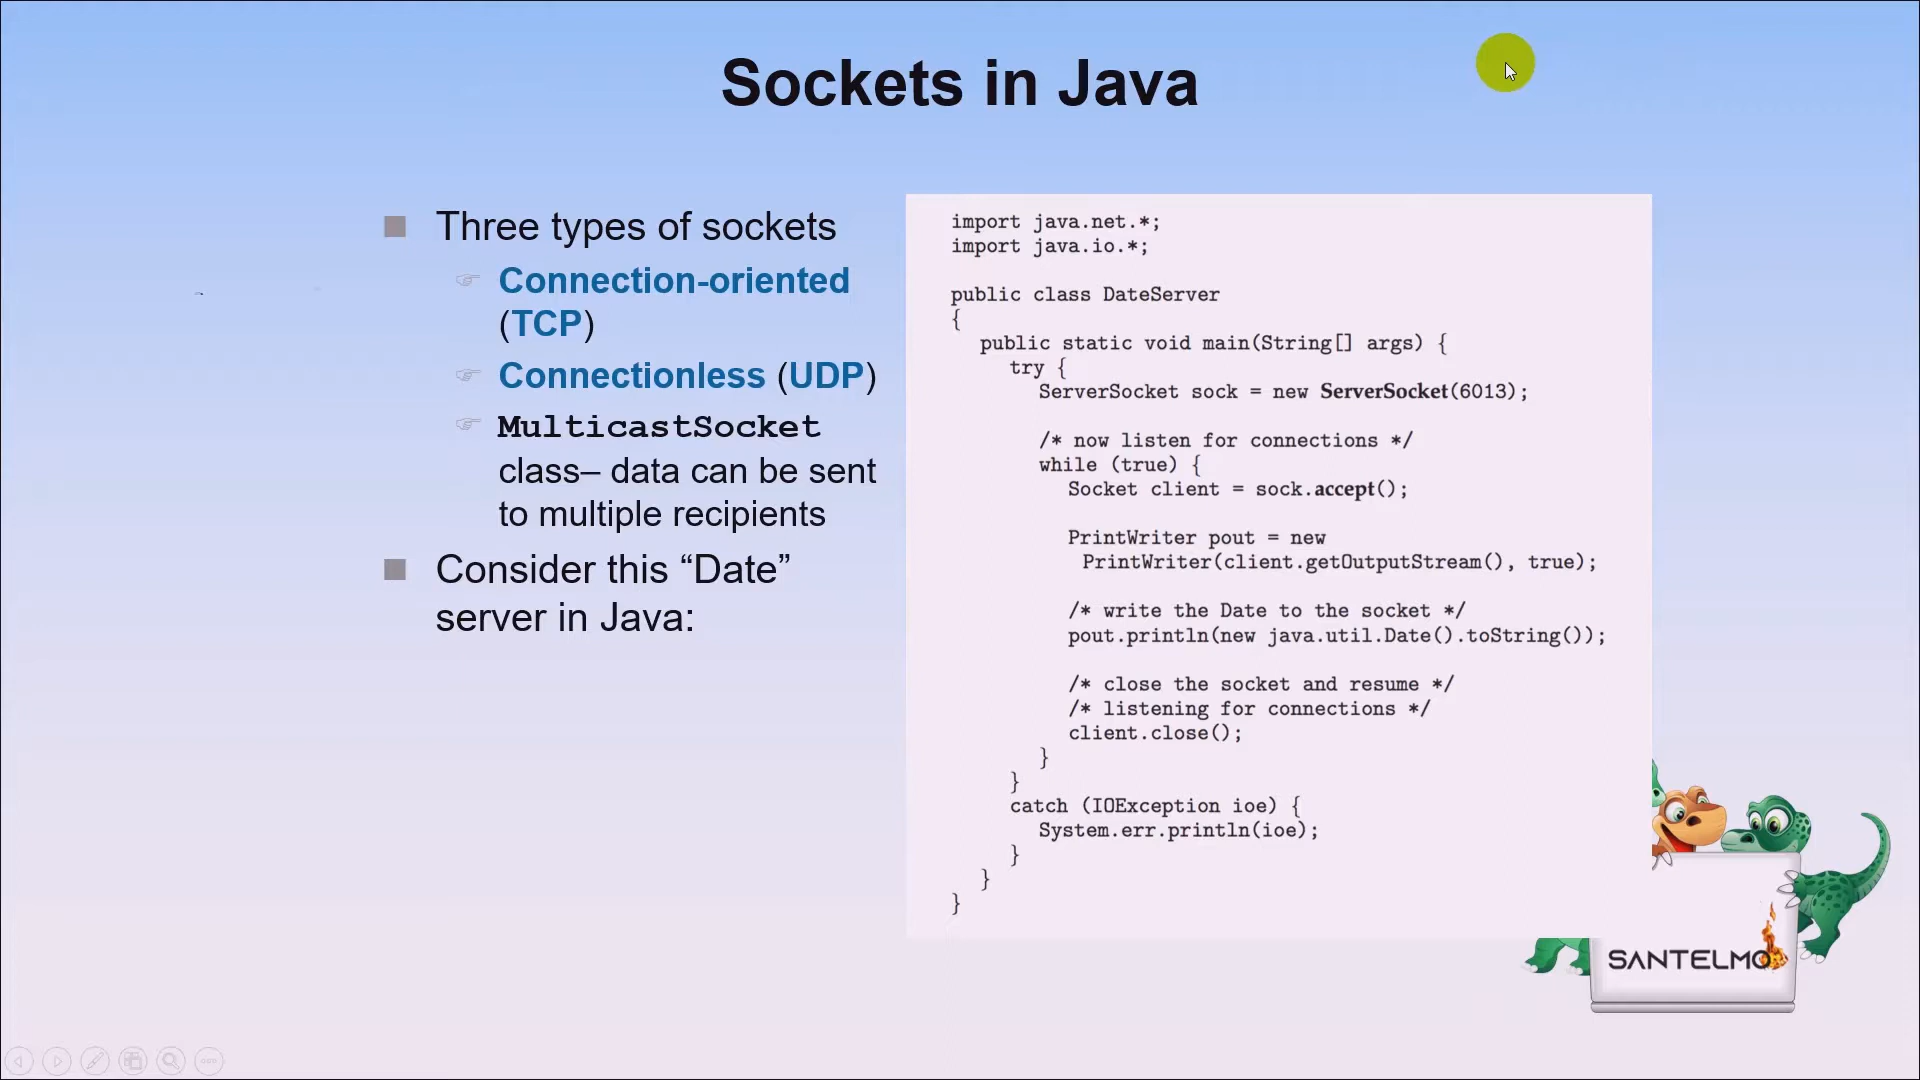 Sockets in Java
Three types of sockets
Connection-oriented
(TCP)
Connectionless (UDP)
MulticastSocket
class– data can be sent
to multiple recipients
Consider this “Date”
server in Java:
import java.net.*;
import java.io.*;
public class DateServer
{
public static void main(String[] args) {
try {
ServerSocket sock = new ServerSocket(6013);
/* now listen for connections */
while (true) {
Socket client = sock.accept();
PrintWriter pout = new
PrintWriter(client.getOutputStream(), true);
/* write the Date to the socket */
pout.println(new java.util.Date().toString());
/* close the socket and resume */
/* listening for connections */
client.close();
}
}
catch (IOException ioe) {
System.err.println(ioe);
}
}
}
SANTELMO